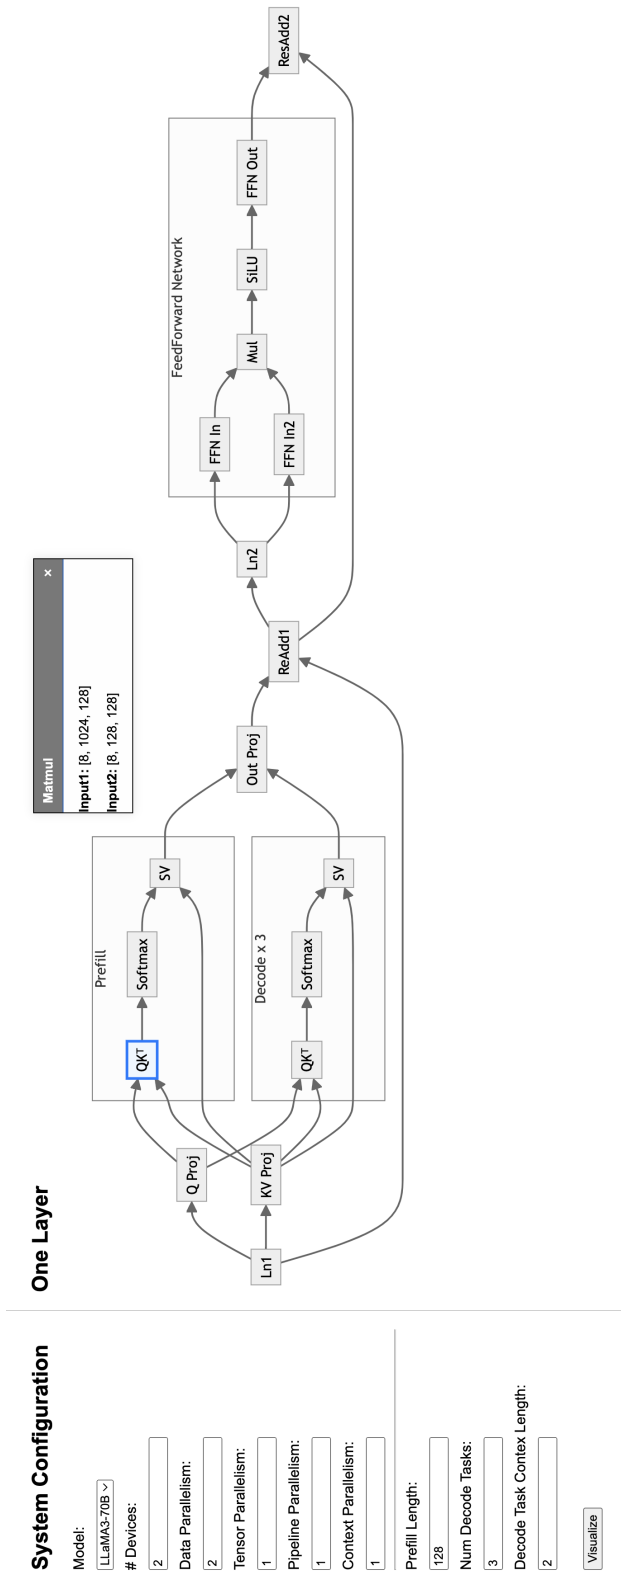 System Configuration
Model:
LLaMA3-70B
# Devices:
2
Data Parallelism:
2
Tensor Parallelism:
1
Pipeline Parallelism:
1
Context Parallelism:
1
Prefill Length:
128
Num Decode Tasks:
3
Decode Task Contex Length:
2
Visualize
One Layer
Ln1
Q Proj
KV Proj
Prefill
QKᵀ
Softmax
SV
Decode x 3
QKᵀ
Softmax
SV
Matmul ×
Input1: [8, 1024, 128]
Input2: [8, 128, 128]
Out Proj
ReAdd1
Ln2
FeedForward Network
FFN In
FFN In2
Mul
SiLU
FFN Out
ResAdd2